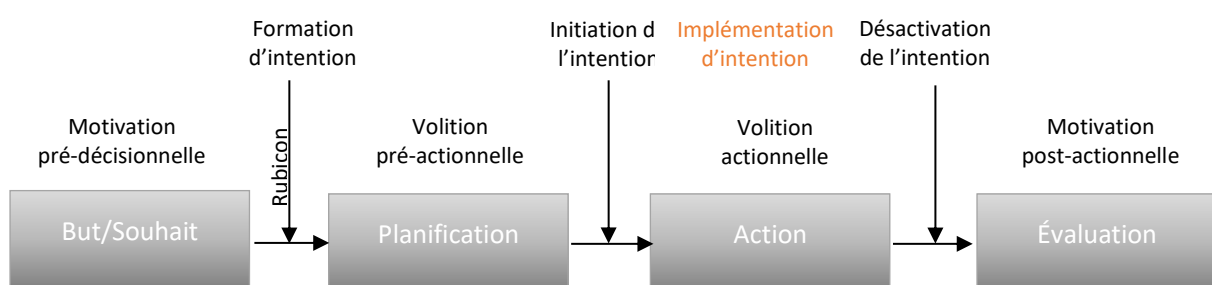 Formation
d’intention
Initiation d
l’intention
Implémentation
d’intention
Désactivation
de l’intention
Motivation
pré-décisionnelle
Rubicon
Volition
pré-actionnelle
Volition
actionnelle
Motivation
post-actionnelle
But/Souhait
Planification
Action
Évaluation